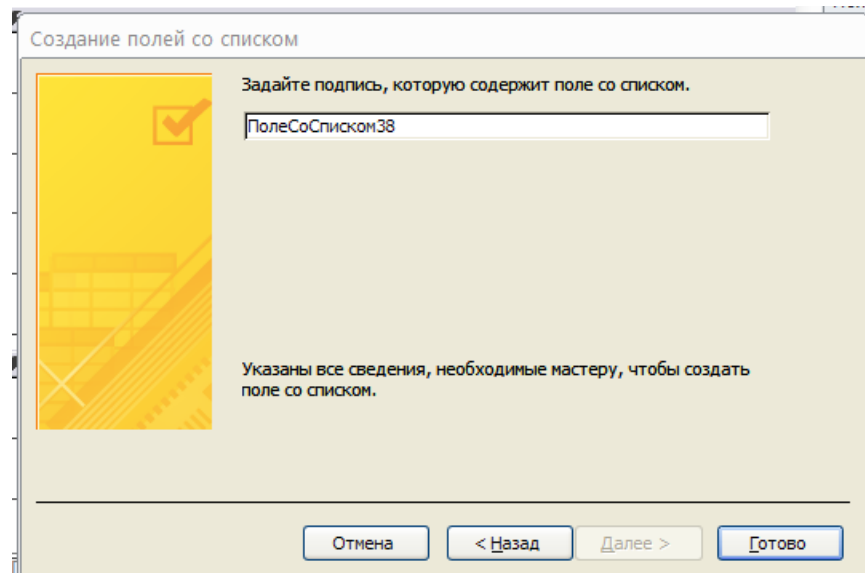 Создание полей со списком
Задайте подпись, которую содержит поле со списком.
ПолеСоСписком38
Указаны все сведения, необходимые мастеру, чтобы создать
поле со списком.
Отмена
< Назад
Далее >
Готово